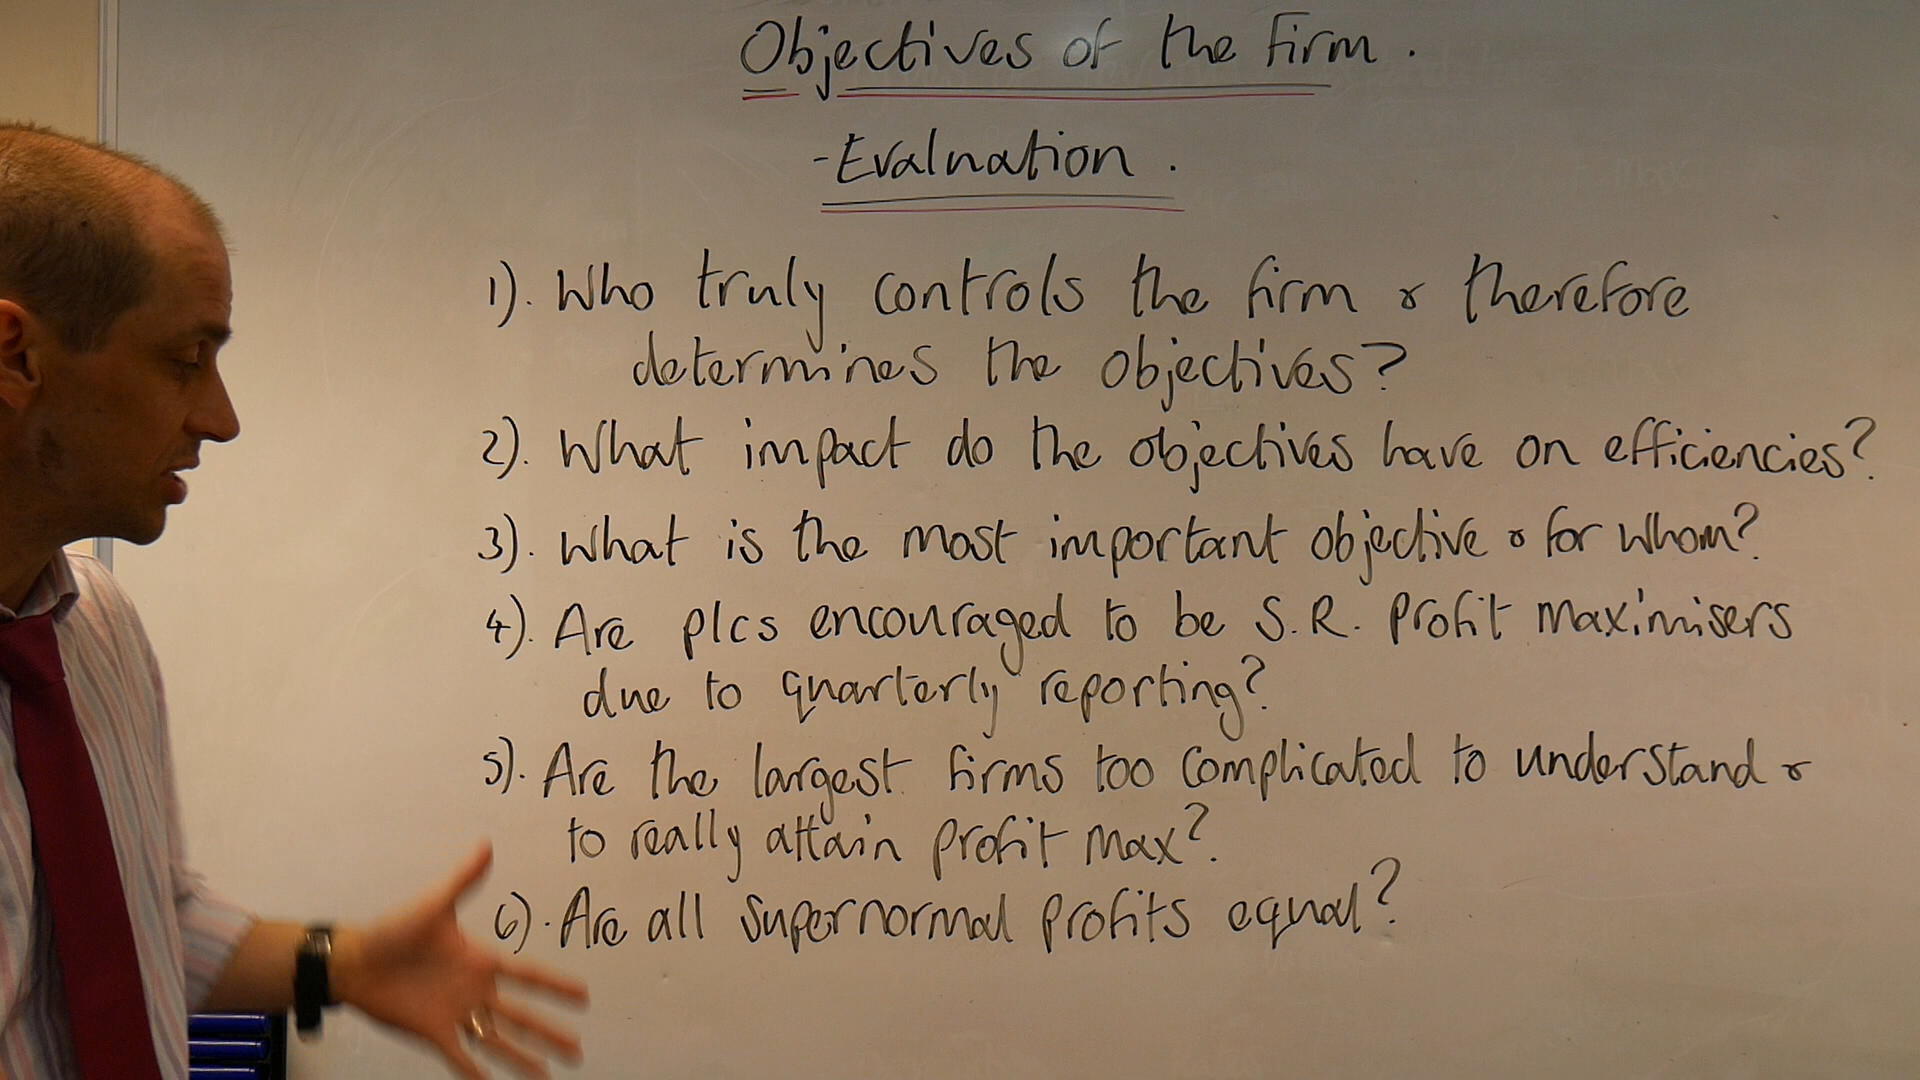 Objectives of the Firm.
- Evaluation.
1). Who truly controls the firm & therefore
determines the objectives?
2). What impact do the objectives have on efficiencies?
3). What is the most important objective & for whom?
4). Are plcs encouraged to be S.R. profit maximisers
due to quarterly reporting?
5). Are the largest firms too complicated to understand &
to really attain profit max?
6). Are all supernormal profits equal?